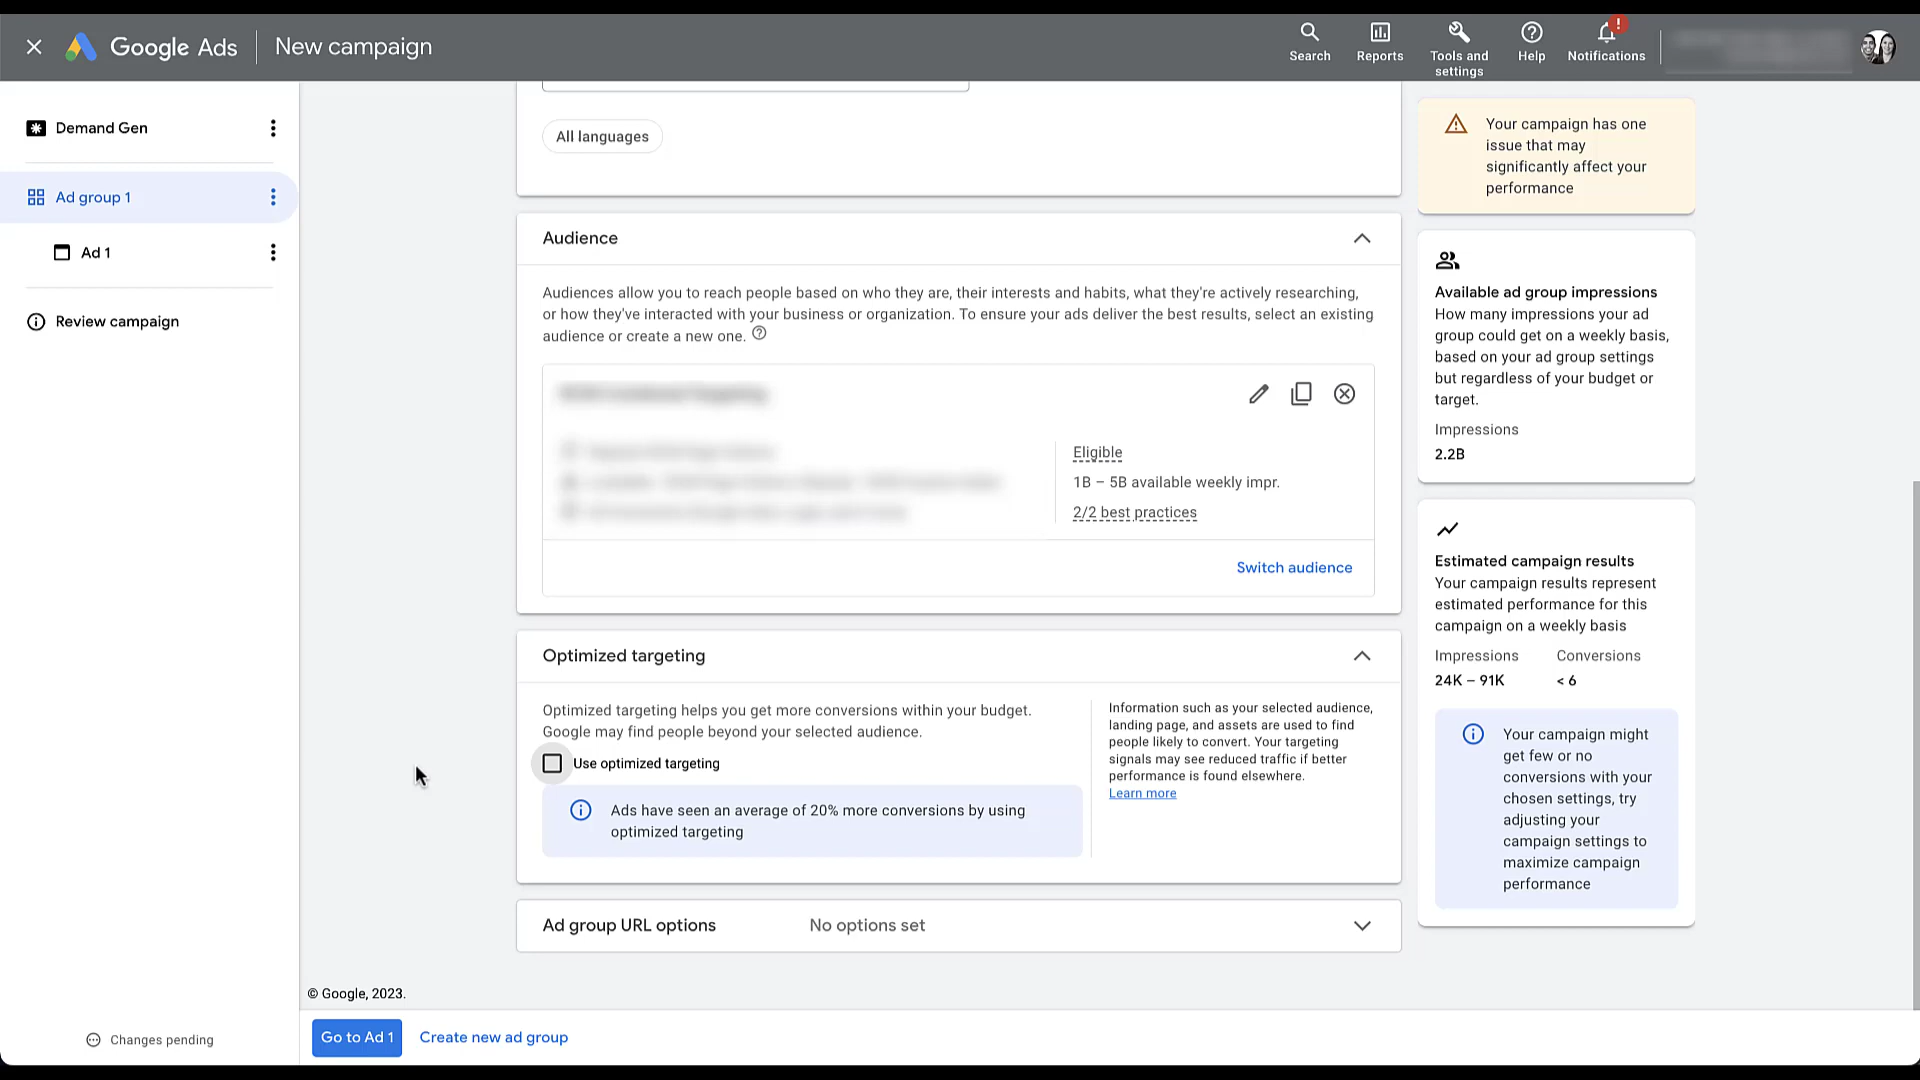 Google Ads
New campaign
Search
Reports
Tools and
settings
Help
Notifications
!
Demand Gen
Ad group 1
Ad 1
Review campaign
Changes pending
All languages
Audience
Audiences allow you to reach people based on who they are, their interests and habits, what they're actively researching,
or how they've interacted with your business or organization. To ensure your ads deliver the best results, select an existing
audience or create a new one.
Eligible
1B – 5B available weekly impr.
2/2 best practices
Switch audience
Optimized targeting
Optimized targeting helps you get more conversions within your budget.
Google may find people beyond your selected audience.
Use optimized targeting
Ads have seen an average of 20% more conversions by using
optimized targeting
Information such as your selected audience,
landing page, and assets are used to find
people likely to convert. Your targeting
signals may see reduced traffic if better
performance is found elsewhere.
Learn more
Ad group URL options
No options set
© Google, 2023.
Go to Ad 1
Create new ad group
Your campaign has one
issue that may
significantly affect your
performance
Available ad group impressions
How many impressions your ad
group could get on a weekly basis,
based on your ad group settings
but regardless of your budget or
target.
Impressions
2.2B
Estimated campaign results
Your campaign results represent
estimated performance for this
campaign on a weekly basis
Impressions Conversions
24K – 91K < 6
Your campaign might
get few or no
conversions with your
chosen settings, try
adjusting your
campaign settings to
maximize campaign
performance